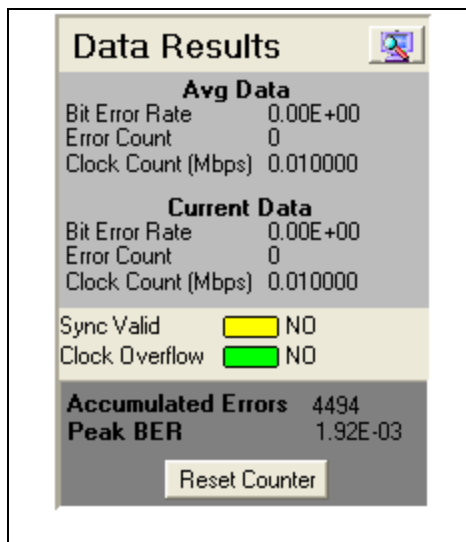 Data Results
Avg Data
Bit Error Rate 0.00E+00
Error Count 0
Clock Count (Mbps) 0.010000
Current Data
Bit Error Rate 0.00E+00
Error Count 0
Clock Count (Mbps) 0.010000
Sync Valid NO
Clock Overflow NO
Accumulated Errors 4494
Peak BER 1.92E-03
Reset Counter